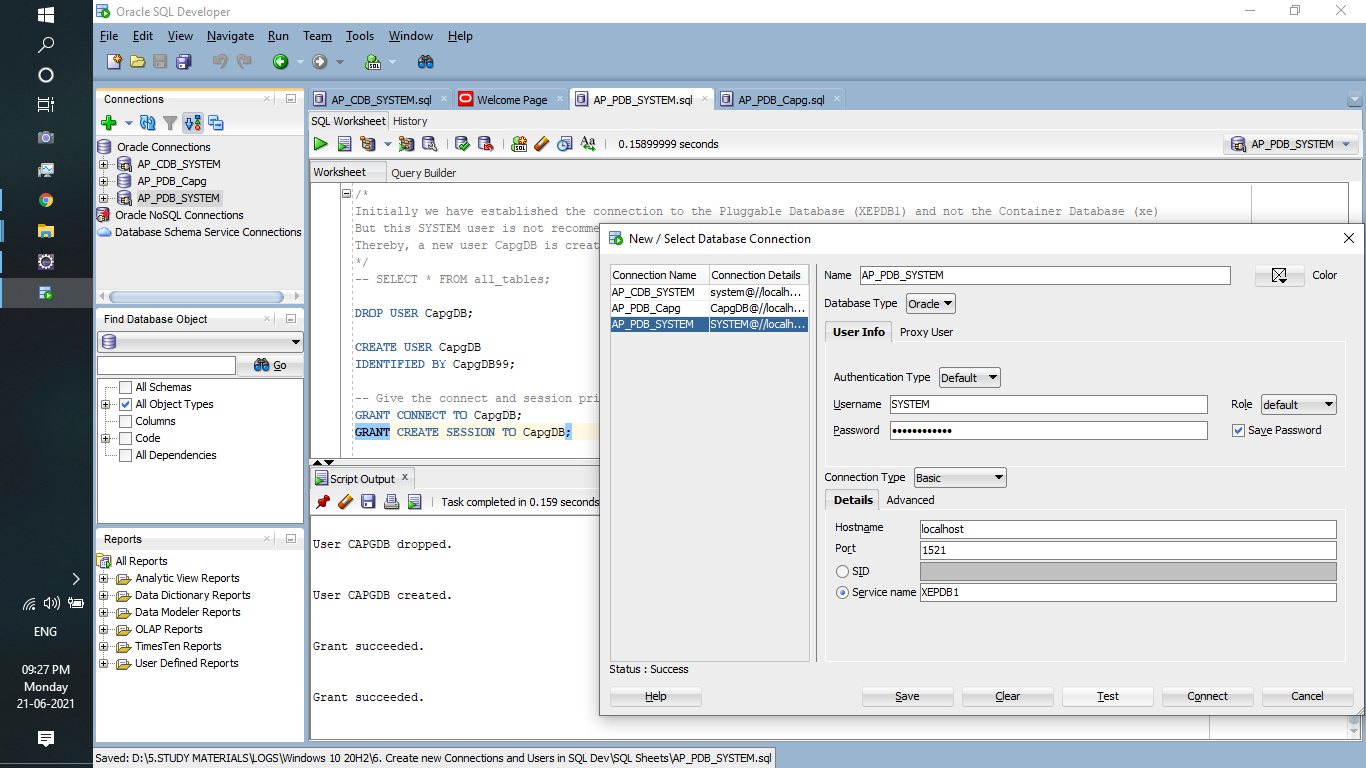 Oracle SQL Developer
File Edit View Navigate Run Team Tools Window Help
Connections
Oracle Connections
AP_CDB_SYSTEM
AP_PDB_Capg
AP_PDB_SYSTEM
Oracle NoSQL Connections
Database Schema Service Connections
Find Database Object
Go
All Schemas
All Object Types
Columns
Code
All Dependencies
Reports
All Reports
Analytic View Reports
Data Dictionary Reports
Data Modeler Reports
OLAP Reports
TimesTen Reports
User Defined Reports
ENG
09:27 PM
Monday
21-06-2021
AP_CDB_SYSTEM.sql Welcome Page AP_PDB_SYSTEM.sql AP_PDB_Capg.sql
SQL Worksheet History
SQL Aa 0.15899999 seconds AP_PDB_SYSTEM
Worksheet Query Builder
/*
Initially we have established the connection to the Pluggable Database (XEPDB1) and not the Container Database (xe)
But this SYSTEM user is not recomme
Thereby, a new user CapgDB is creat
*/
-- SELECT * FROM all_tables;
DROP USER CapgDB;
CREATE USER CapgDB
IDENTIFIED BY CapgDB99;
-- Give the connect and session pri
GRANT CONNECT TO CapgDB;
GRANT CREATE SESSION TO CapgDB;
Script Output x
Task completed in 0.159 seconds
User CAPGDB dropped.
User CAPGDB created.
Grant succeeded.
Grant succeeded.
New / Select Database Connection
Connection Name Connection Details
AP_CDB_SYSTEM system@//localh...
AP_PDB_Capg CapgDB@//localh...
AP_PDB_SYSTEM SYSTEM@//localh...
Name AP_PDB_SYSTEM Color
Database Type Oracle
User Info Proxy User
Authentication Type Default
Username SYSTEM Role default
Password •••••••••••• Save Password
Connection Type Basic
Details Advanced
Hostname localhost
Port 1521
SID
Service name XEPDB1
Status : Success
Help Save Clear Test Connect Cancel
Saved: D:\5.STUDY MATERIALS\LOGS\Windows 10 20H2\6. Create new Connections and Users in SQL Dev\SQL Sheets\AP_PDB_SYSTEM.sql